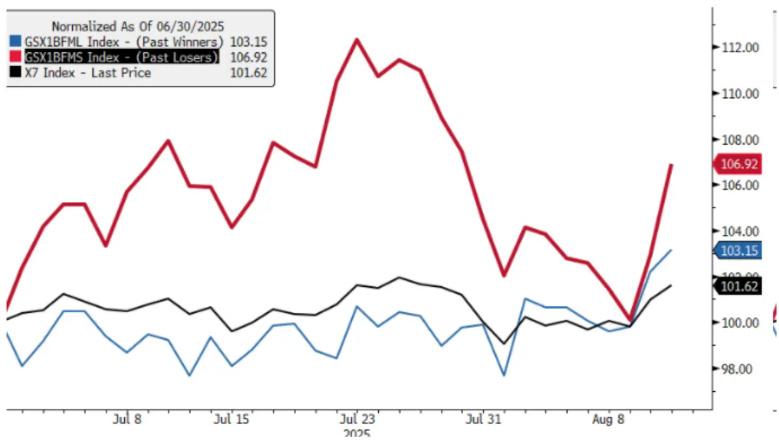 Normalized As Of 06/30/2025
GSX1BFML Index - (Past Winners) 103.15
GSX1BFMS Index - (Past Losers) 106.92
X7 Index - Last Price 101.62
112.00
110.00
108.00
106.92
106.00
104.00
103.15
101.62
100.00
98.00
Jul 8 Jul 15 Jul 23 Jul 31 Aug 8
2025